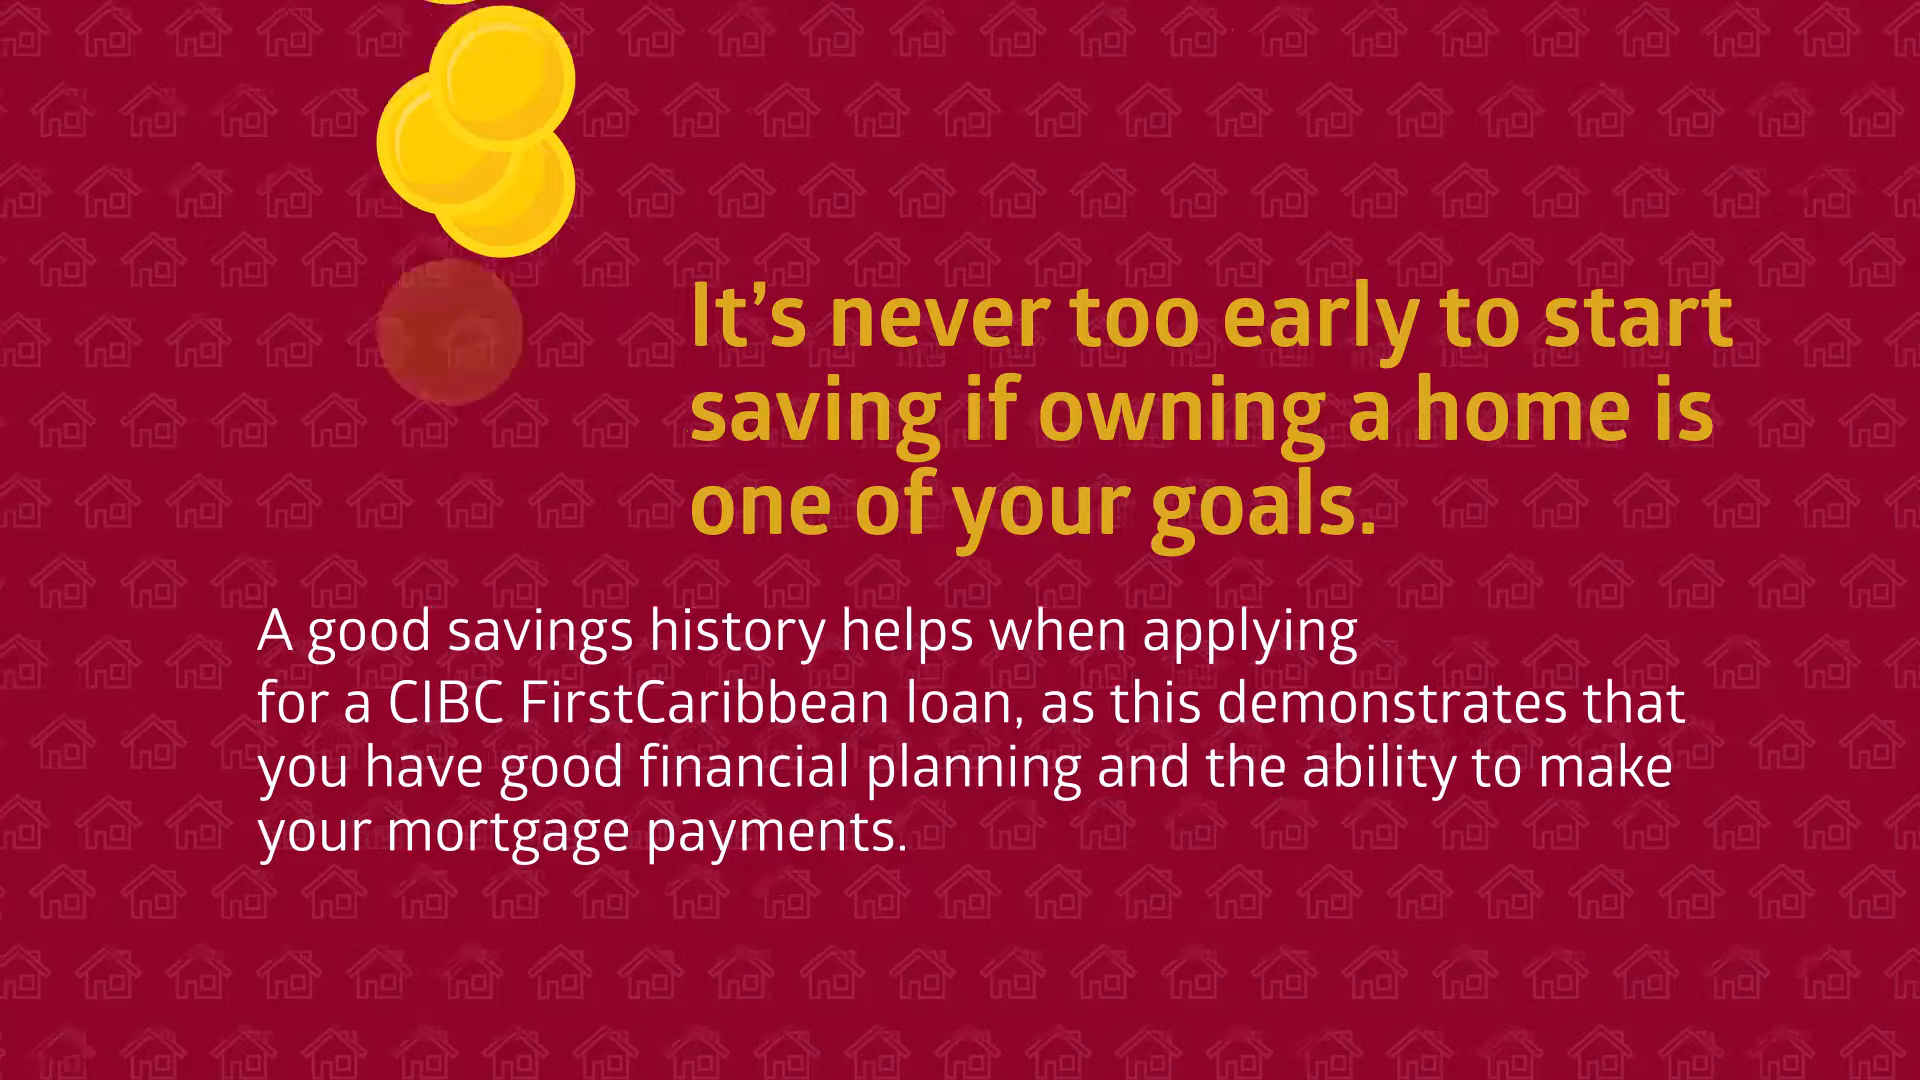 It’s never too early to start
saving if owning a home is
one of your goals.
A good savings history helps when applying
for a CIBC FirstCaribbean loan, as this demonstrates that
you have good financial planning and the ability to make
your mortgage payments.